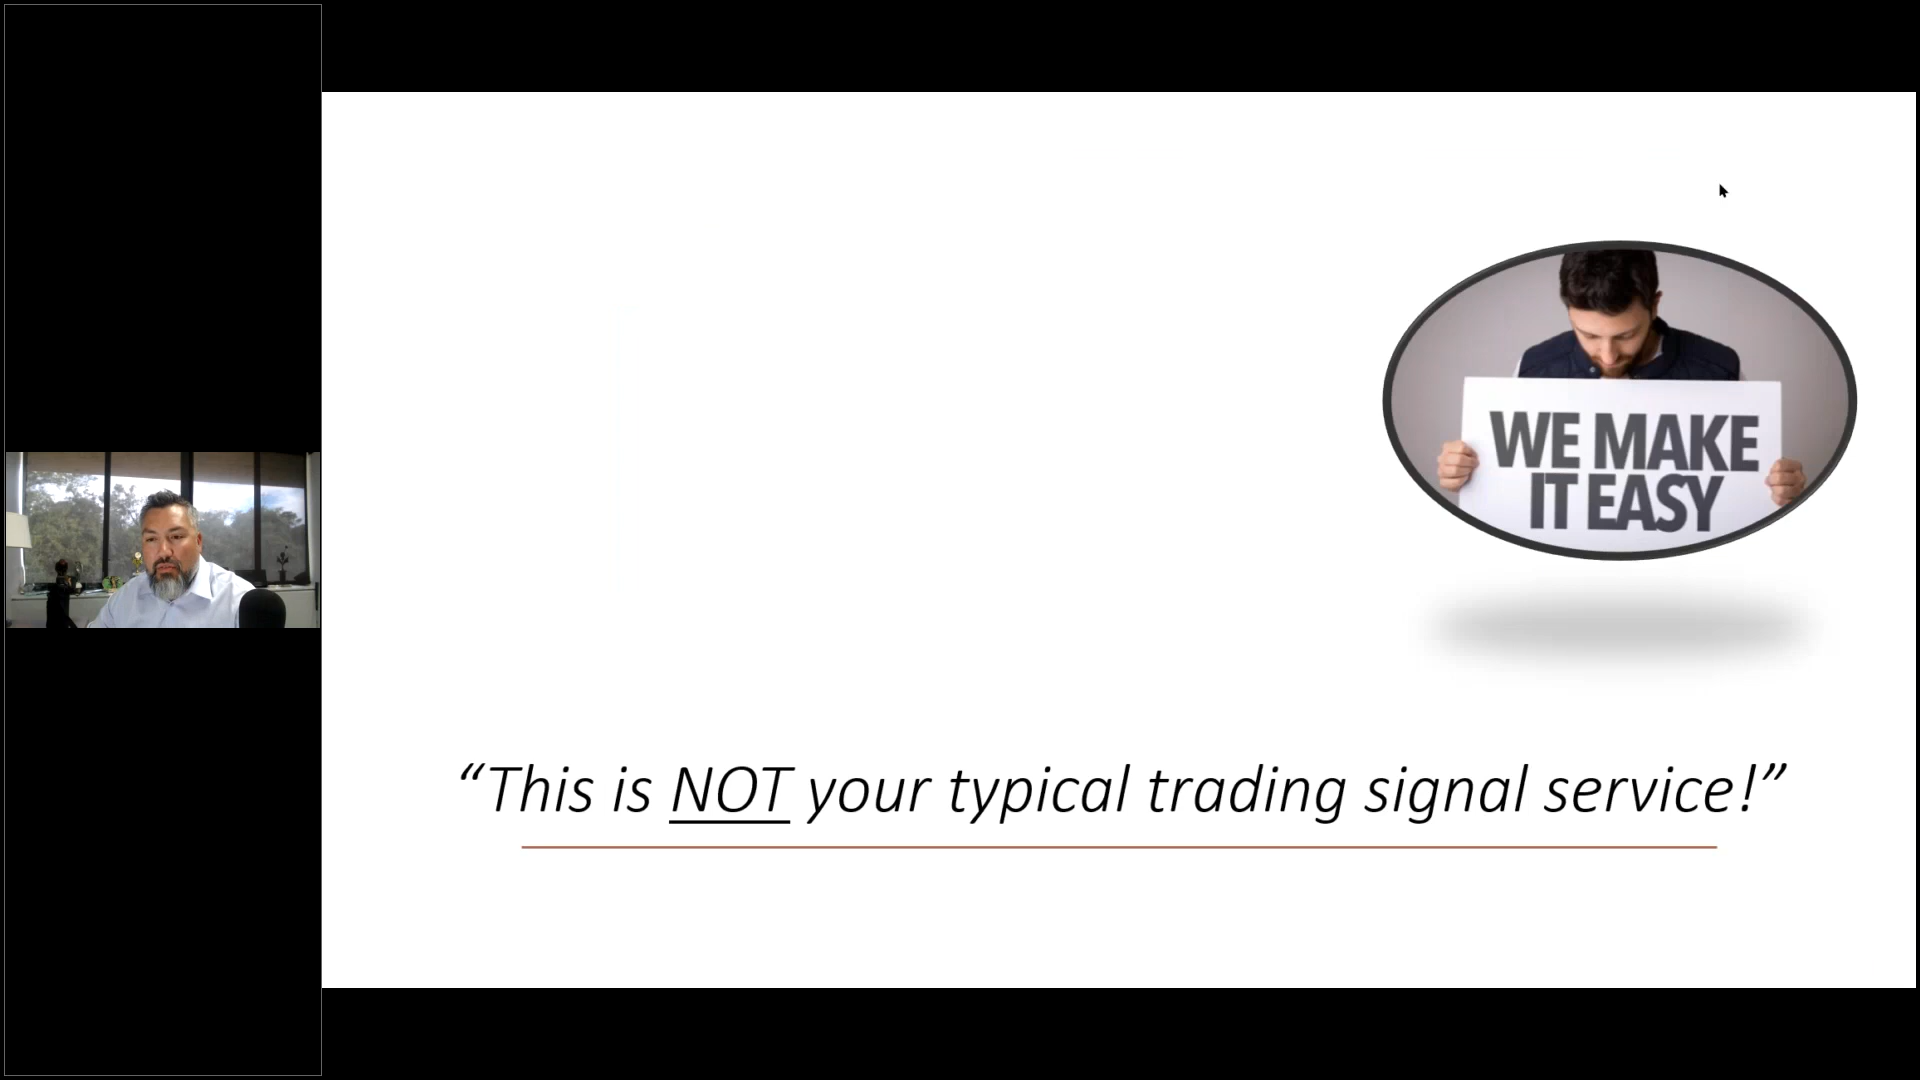 WE MAKE
IT EASY
“This is NOT your typical trading signal service!”